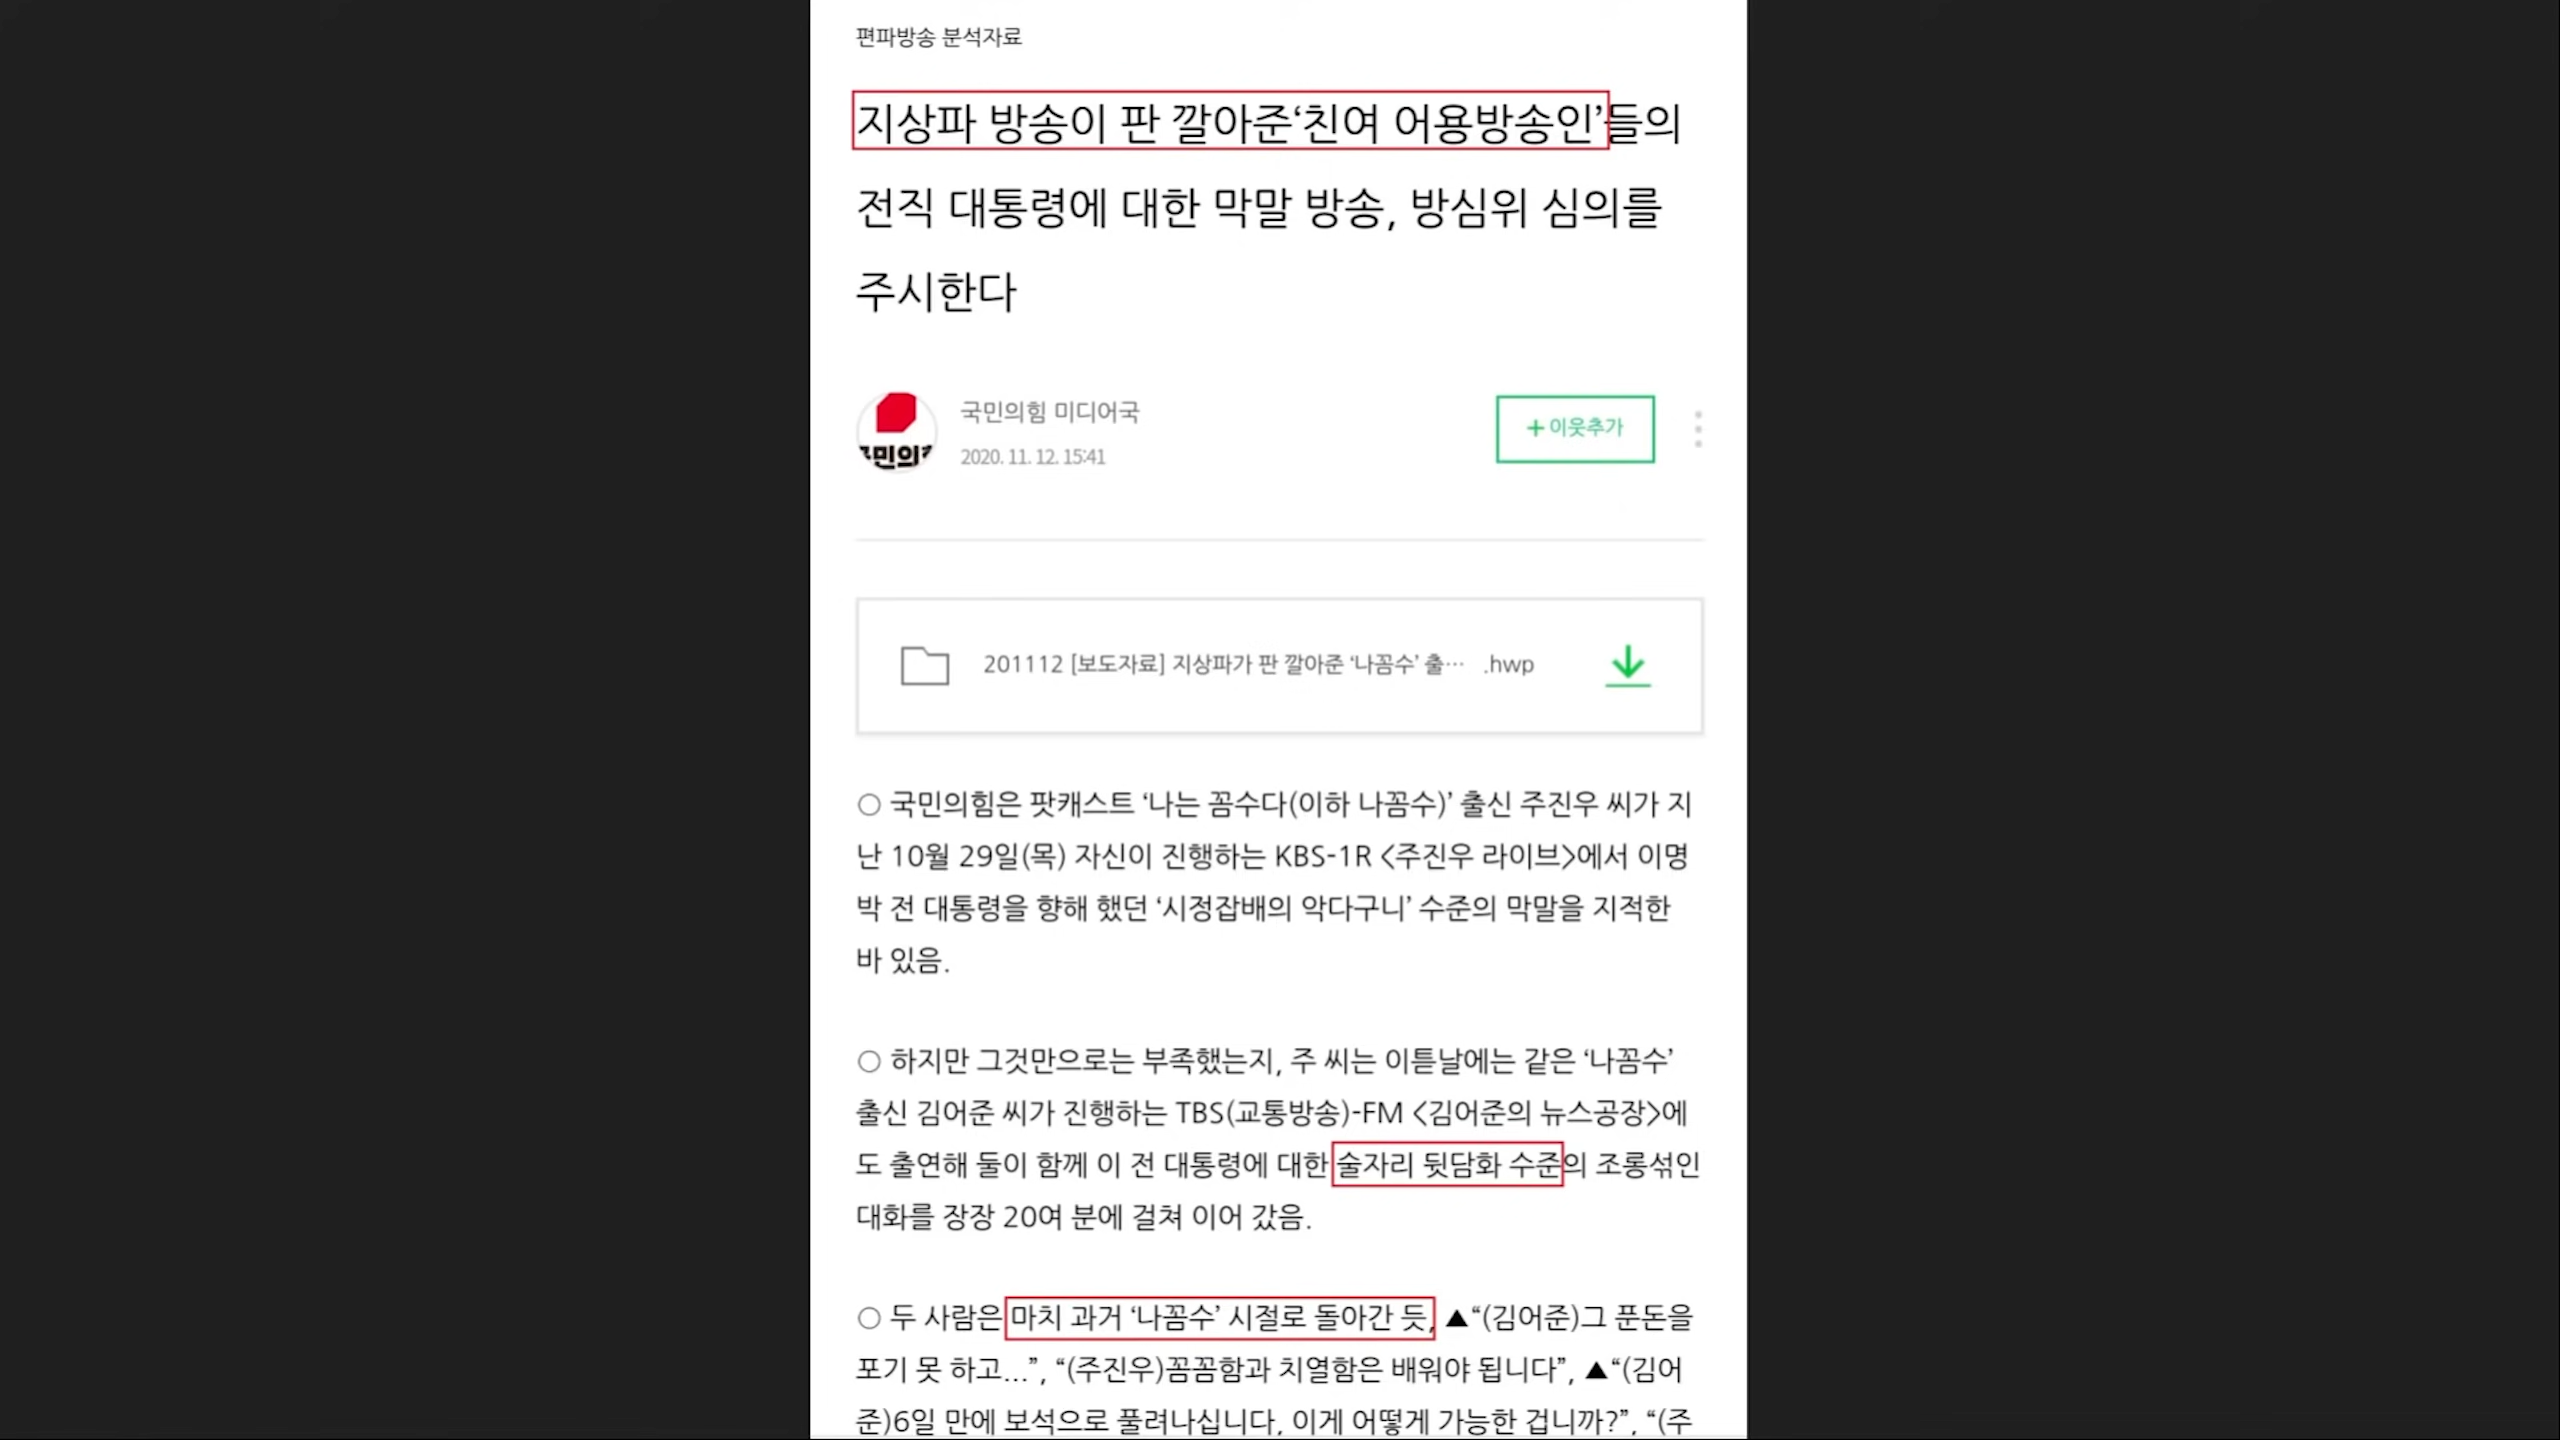 편파방송 분석자료
지상파 방송이 판 깔아준‘친여 어용방송인’들의
전직 대통령에 대한 막말 방송, 방심위 심의를
주시한다
국민의힘 미디어국
2020. 11. 12. 15:41
+ 이웃추가
국민의힘
201112 [보도자료] 지상파가 판 깔아준 ‘나꼼수’ 출… .hwp
○ 국민의힘은 팟캐스트 ‘나는 꼼수다(이하 나꼼수)’ 출신 주진우 씨가 지
난 10월 29일(목) 자신이 진행하는 KBS-1R <주진우 라이브>에서 이명
박 전 대통령을 향해 했던 ‘시정잡배의 악다구니’ 수준의 막말을 지적한
바 있음.
○ 하지만 그것만으로는 부족했는지, 주 씨는 이튿날에는 같은 ‘나꼼수’
출신 김어준 씨가 진행하는 TBS(교통방송)-FM <김어준의 뉴스공장>에
도 출연해 둘이 함께 이 전 대통령에 대한 술자리 뒷담화 수준의 조롱섞인
대화를 장장 20여 분에 걸쳐 이어 갔음.
○ 두 사람은 마치 과거 ‘나꼼수’ 시절로 돌아간 듯, ▲“(김어준)그 푼돈을
포기 못 하고...”, “(주진우)꼼꼼함과 치열함은 배워야 됩니다”, ▲“(김어
준)6일 만에 보석으로 풀려나십니다, 이게 어떻게 가능한 겁니까?”, “(주